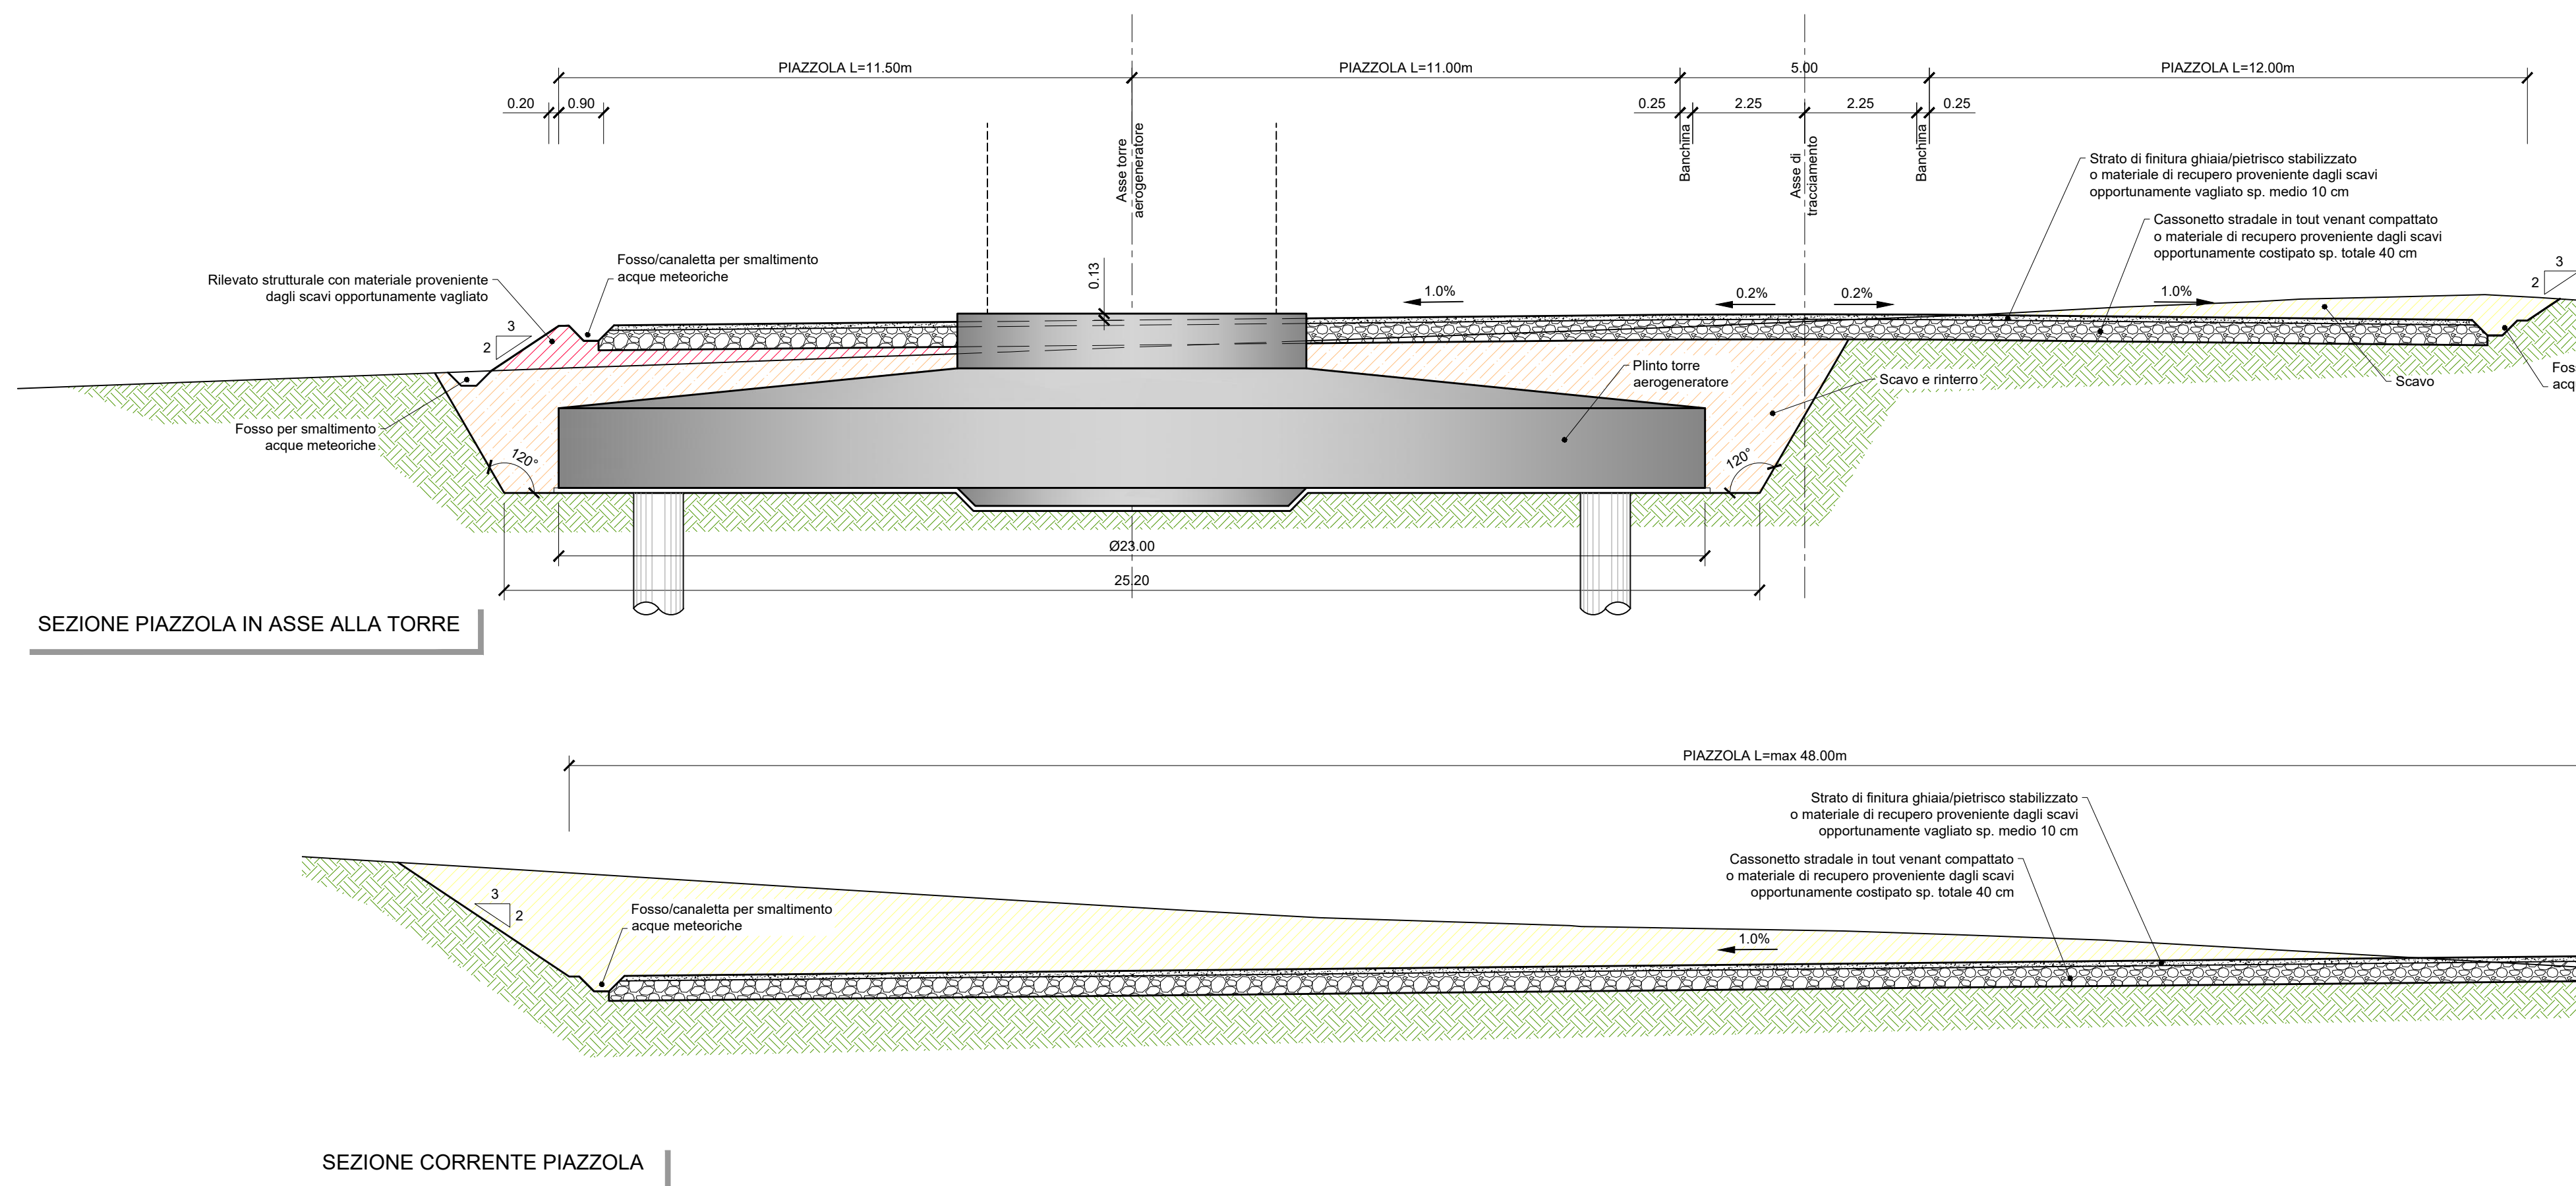 PIAZZOLA L=11.50m
PIAZZOLA L=11.00m
5.00
PIAZZOLA L=12.00m
0.20
0.90
0.25
2.25
2.25
0.25
Asse torre
aerogeneratore
Banchina
Asse di
tracciamento
Banchina
Strato di finitura ghiaia/pietrisco stabilizzato
o materiale di recupero proveniente dagli scavi
opportunamente vagliato sp. medio 10 cm
Cassonetto stradale in tout venant compattato
o materiale di recupero proveniente dagli scavi
opportunamente costipato sp. totale 40 cm
Fosso/canaletta per smaltimento
acque meteoriche
Rilevato strutturale con materiale proveniente
dagli scavi opportunamente vagliato
0.13
1.0%
0.2%
0.2%
1.0%
3
2
3
2
Plinto torre
aerogeneratore
Scavo e rinterro
Scavo
Fos
acq
Fosso per smaltimento
acque meteoriche
120°
120°
Ø23.00
25.20
SEZIONE PIAZZOLA IN ASSE ALLA TORRE
PIAZZOLA L=max 48.00m
Strato di finitura ghiaia/pietrisco stabilizzato
o materiale di recupero proveniente dagli scavi
opportunamente vagliato sp. medio 10 cm
Cassonetto stradale in tout venant compattato
o materiale di recupero proveniente dagli scavi
opportunamente costipato sp. totale 40 cm
3
2
Fosso/canaletta per smaltimento
acque meteoriche
1.0%
SEZIONE CORRENTE PIAZZOLA